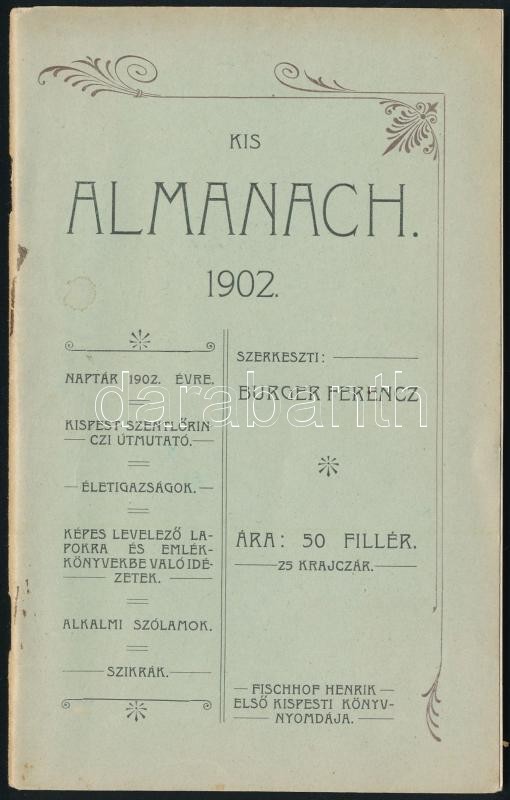 KIS
ALMANACH.
1902.
NAPTÁR 1902. ÉVRE.
KISPEST-SZENTLŐRIN
CZI ÚTMUTATÓ.
ÉLETIGAZSÁGOK.
KÉPES LEVELEZŐ LA-
POKRA ÉS EMLÉK-
KÖNYVEKBE VALÓ IDÉ-
ZETEK.
ALKALMI SZÓLAMOK.
SZIKRÁK.
SZERKESZTI:
BURGER FERENCZ
ÁRA: 50 FILLÉR.
25 KRAJCZÁR.
FISCHHOF HENRIK
ELSŐ KISPESTI KÖNYV-
NYOMDÁJA.
darabanth